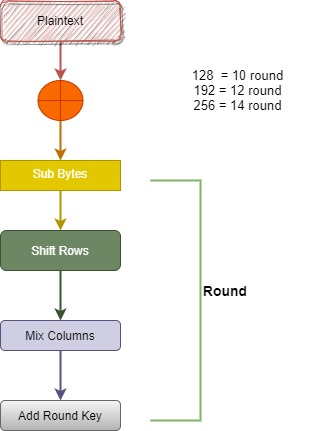 Plaintext
128 = 10 round
192 = 12 round
256 = 14 round
Sub Bytes
Shift Rows
Round
Mix Columns
Add Round Key